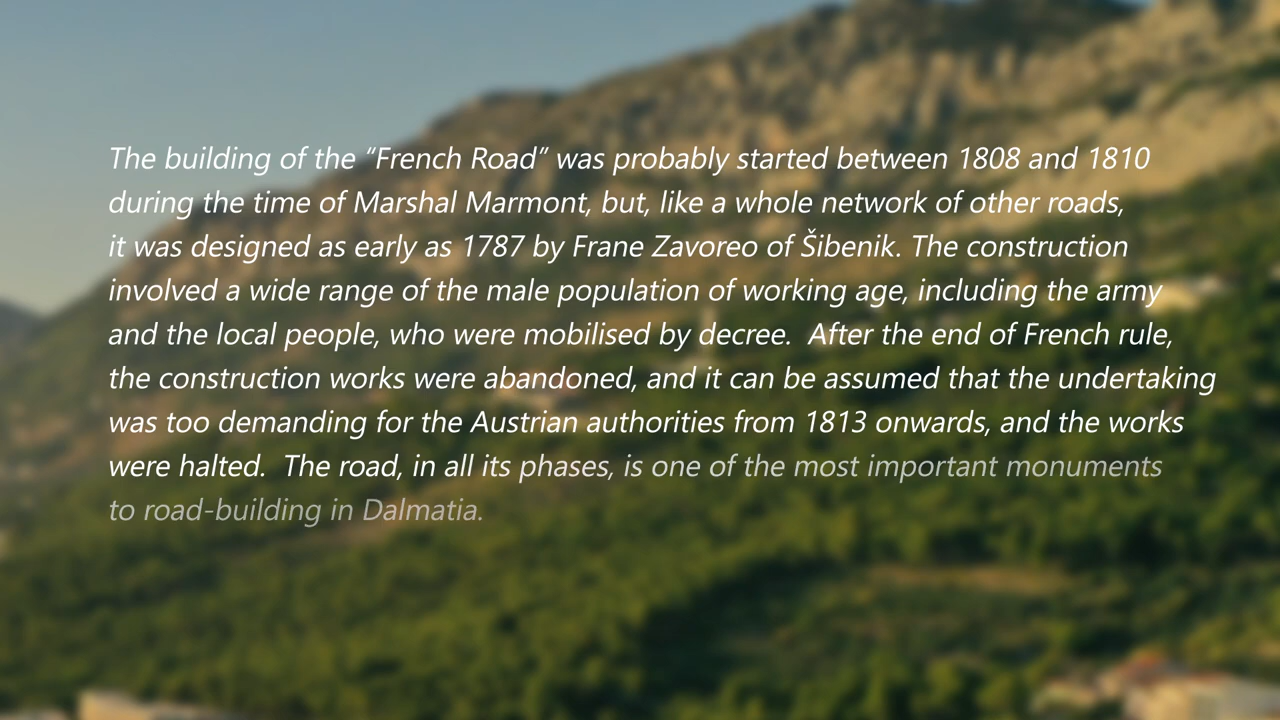 The building of the “French Road” was probably started between 1808 and 1810
during the time of Marshal Marmont, but, like a whole network of other roads,
it was designed as early as 1787 by Frane Zavoreo of Šibenik. The construction
involved a wide range of the male population of working age, including the army
and the local people, who were mobilised by decree.  After the end of French rule,
the construction works were abandoned, and it can be assumed that the undertaking
was too demanding for the Austrian authorities from 1813 onwards, and the works
were halted.  The road, in all its phases, is one of the most important monuments
to road-building in Dalmatia.